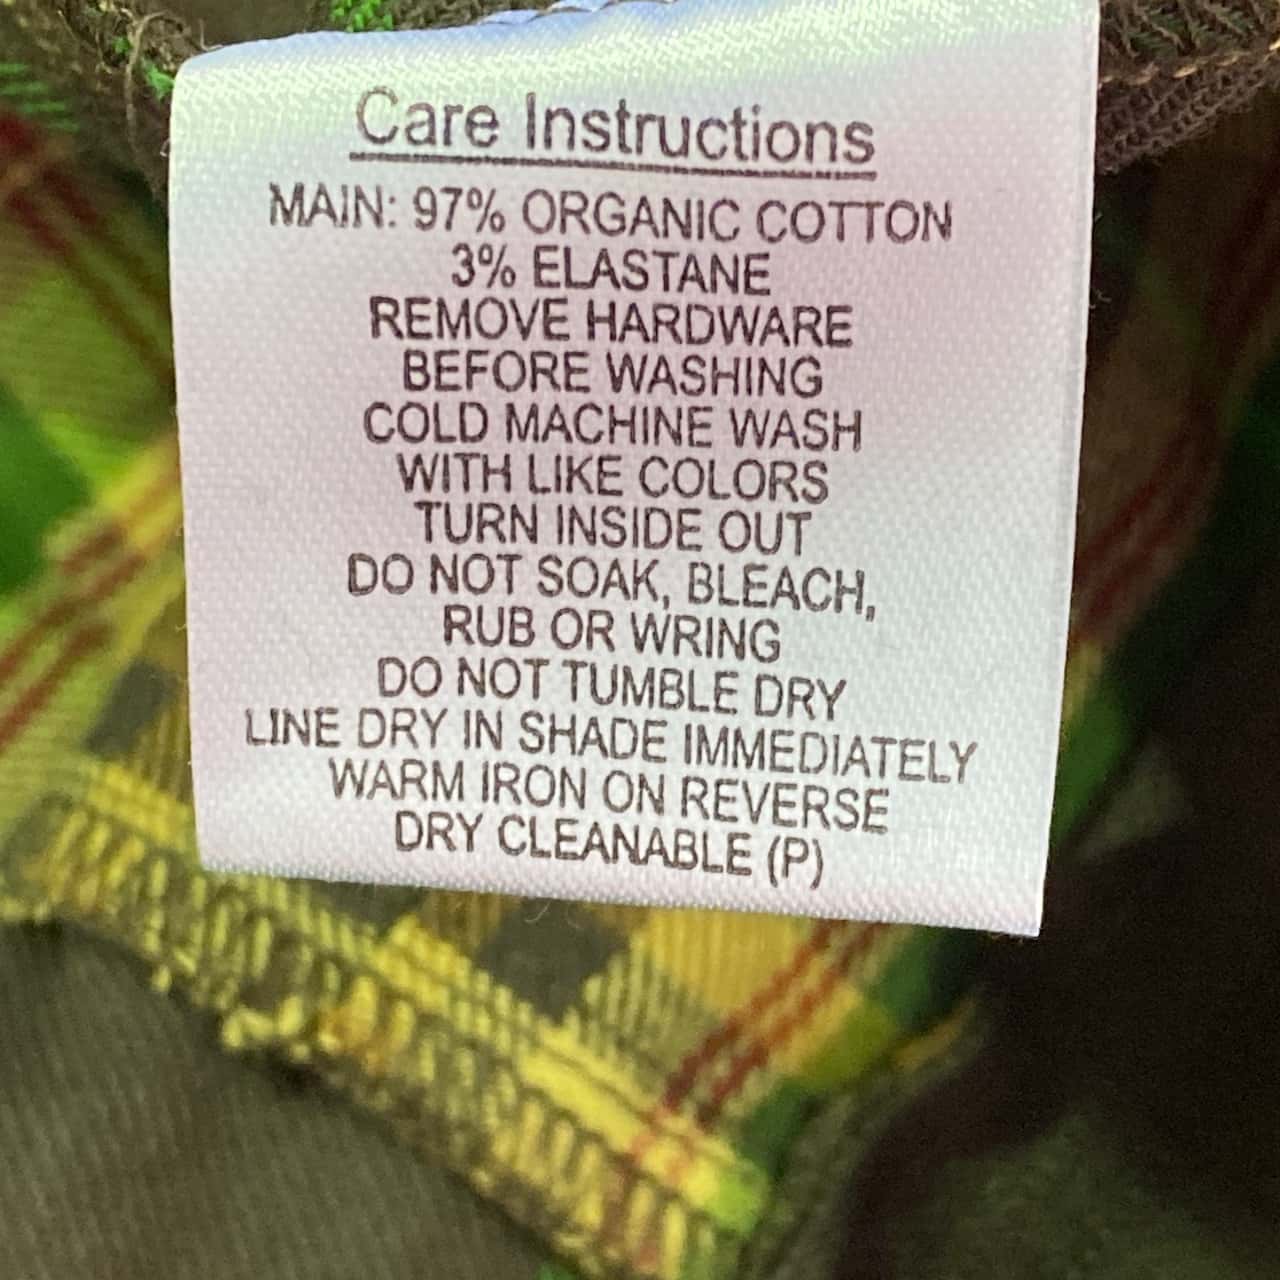 Care Instructions
MAIN: 97% ORGANIC COTTON
3% ELASTANE
REMOVE HARDWARE
BEFORE WASHING
COLD MACHINE WASH
WITH LIKE COLORS
TURN INSIDE OUT
DO NOT SOAK, BLEACH,
RUB OR WRING
DO NOT TUMBLE DRY
LINE DRY IN SHADE IMMEDIATELY
WARM IRON ON REVERSE
DRY CLEANABLE (P)